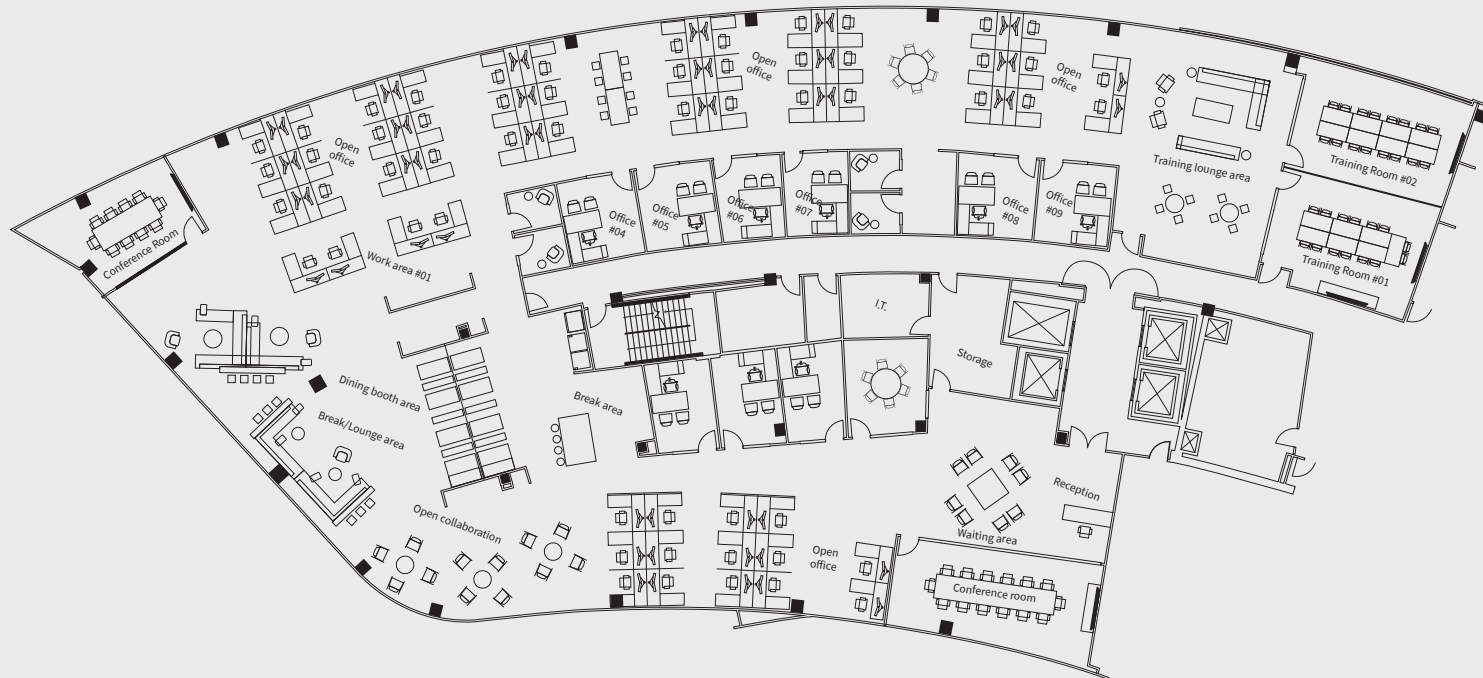 Open
office
Open
office
Open
office
Training lounge area
Training Room #02
Training Room #01
Conference Room
Work area #01
Office
#04
Office
#05
Office
#06
Office
#07
Office
#08
Office
#09
I.T.
Storage
Dining booth area
Break/Lounge area
Break area
Open collaboration
Open
office
Reception
Waiting area
Conference room